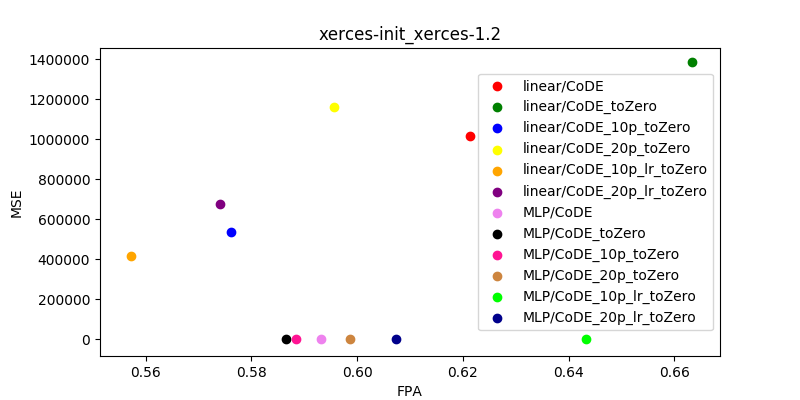 xerces-init_xerces-1.2
MSE
1400000
1200000
1000000
800000
600000
400000
200000
0
linear/CoDE
linear/CoDE_toZero
linear/CoDE_10p_toZero
linear/CoDE_20p_toZero
linear/CoDE_10p_lr_toZero
linear/CoDE_20p_lr_toZero
MLP/CoDE
MLP/CoDE_toZero
MLP/CoDE_10p_toZero
MLP/CoDE_20p_toZero
MLP/CoDE_10p_lr_toZero
MLP/CoDE_20p_lr_toZero
0.56 0.58 0.60 0.62 0.64 0.66
FPA